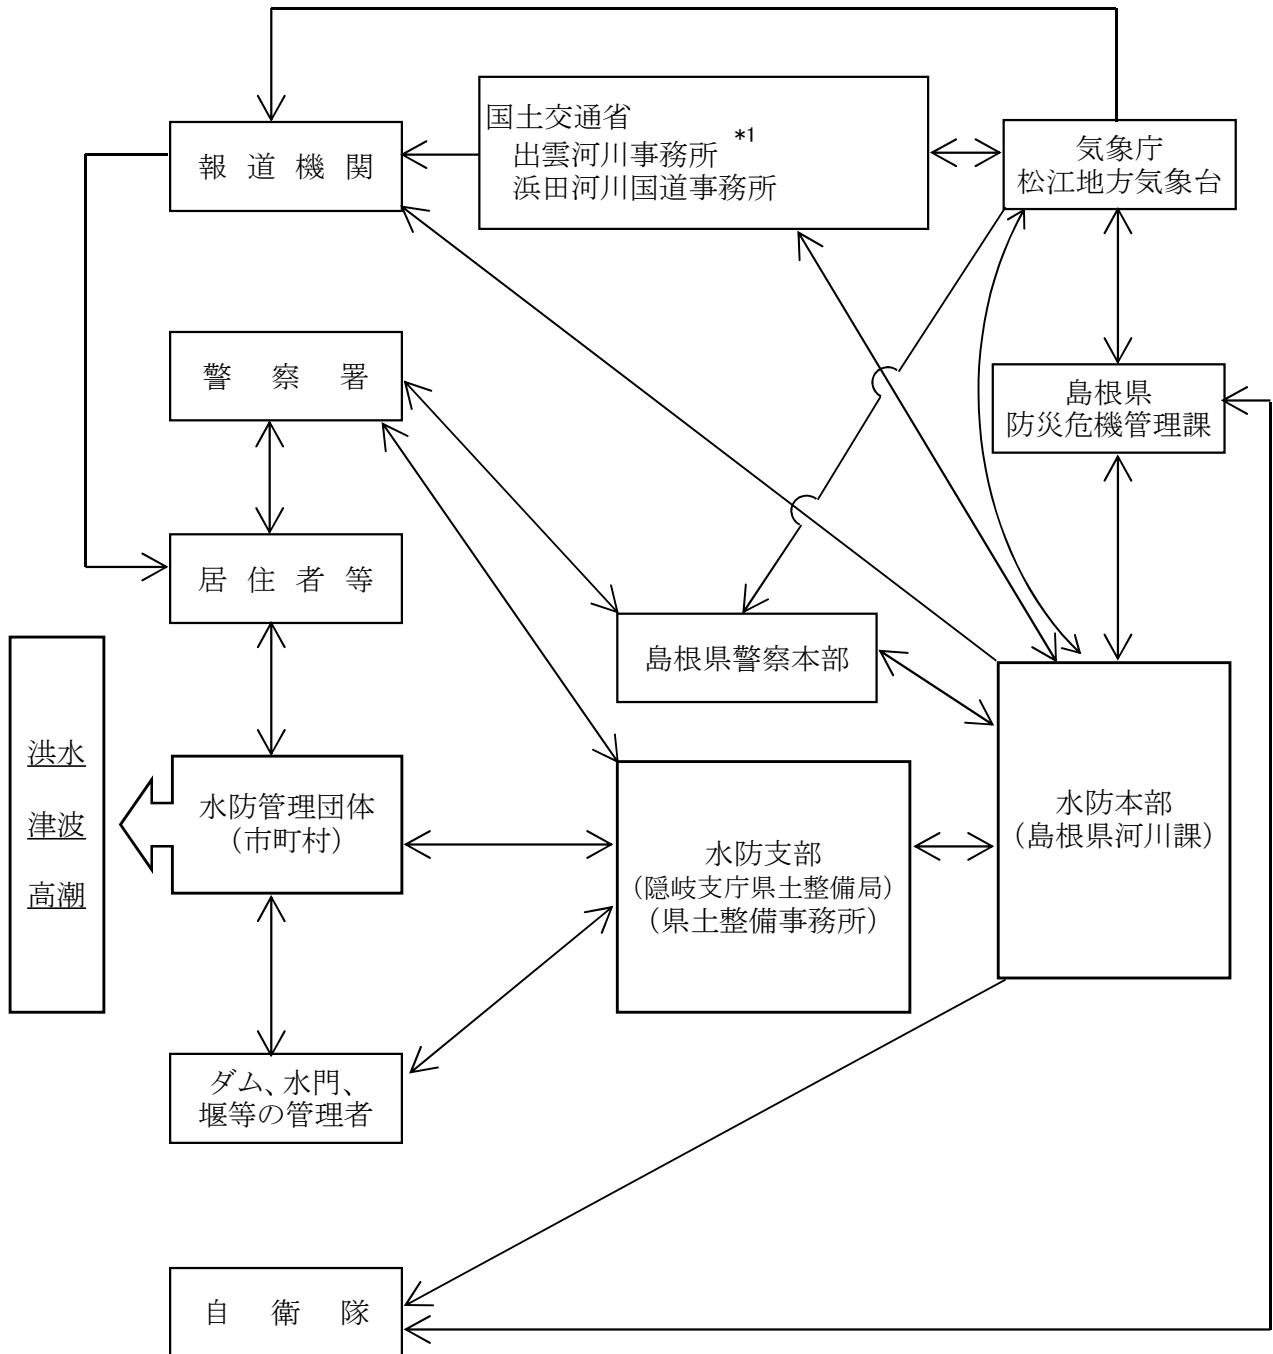 国土交通省
*1
出雲河川事務所
浜田河川国道事務所
気象庁
松江地方気象台
報道機関
警察署
島根県
防災危機管理課
居住者等
島根県警察本部
洪水
津波
高潮
水防管理団体
(市町村)
水防支部
(隠岐支庁県土整備局)
(県土整備事務所)
水防本部
(島根県河川課)
ダム、水門、
堰等の管理者
自衛隊